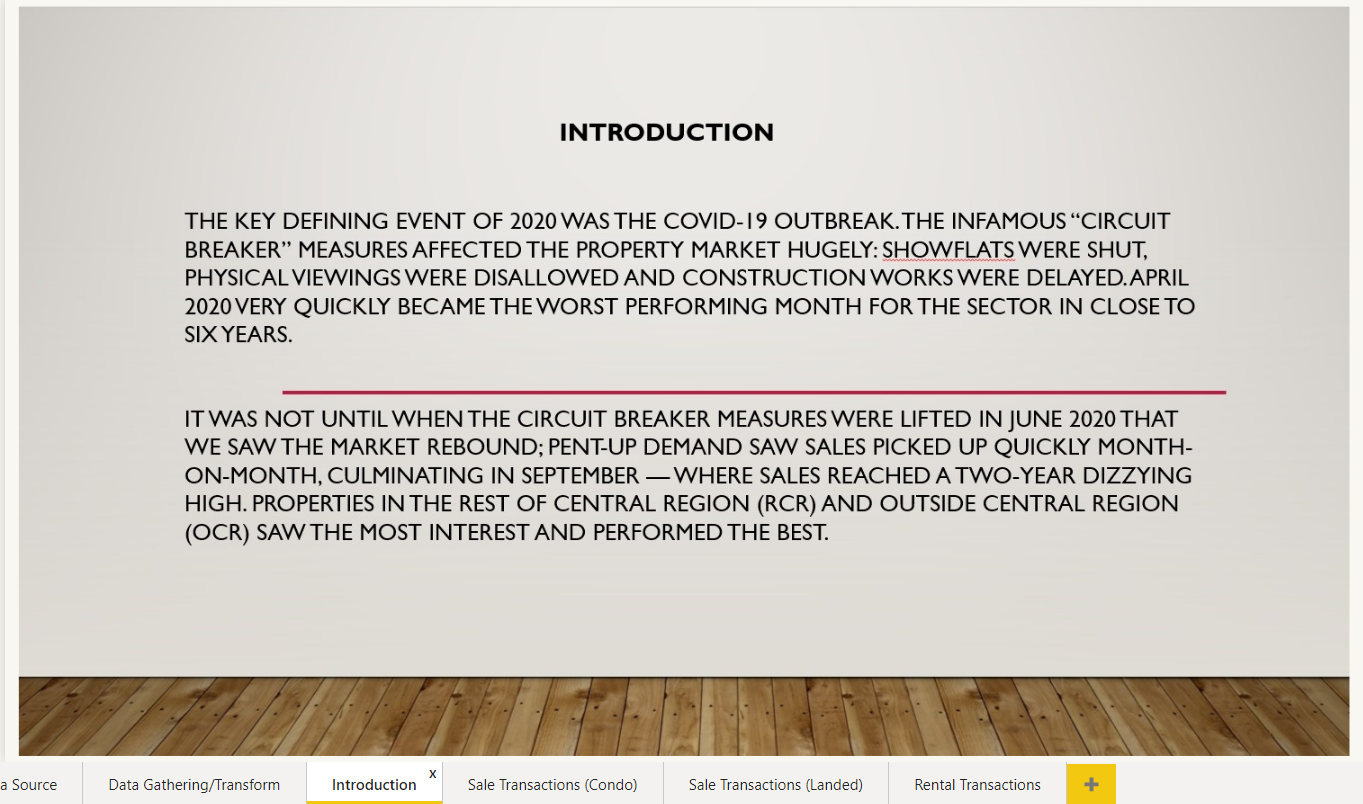 INTRODUCTION
THE KEY DEFINING EVENT OF 2020 WAS THE COVID-19 OUTBREAK. THE INFAMOUS “CIRCUIT
BREAKER” MEASURES AFFECTED THE PROPERTY MARKET HUGELY: SHOWFLATS WERE SHUT,
PHYSICAL VIEWINGS WERE DISALLOWED AND CONSTRUCTION WORKS WERE DELAYED. APRIL
2020 VERY QUICKLY BECAME THE WORST PERFORMING MONTH FOR THE SECTOR IN CLOSE TO
SIX YEARS.
IT WAS NOT UNTIL WHEN THE CIRCUIT BREAKER MEASURES WERE LIFTED IN JUNE 2020 THAT
WE SAW THE MARKET REBOUND; PENT-UP DEMAND SAW SALES PICKED UP QUICKLY MONTH-
ON-MONTH, CULMINATING IN SEPTEMBER — WHERE SALES REACHED A TWO-YEAR DIZZYING
HIGH. PROPERTIES IN THE REST OF CENTRAL REGION (RCR) AND OUTSIDE CENTRAL REGION
(OCR) SAW THE MOST INTEREST AND PERFORMED THE BEST.
a Source
Data Gathering/Transform
Introduction
x
Sale Transactions (Condo)
Sale Transactions (Landed)
Rental Transactions
+